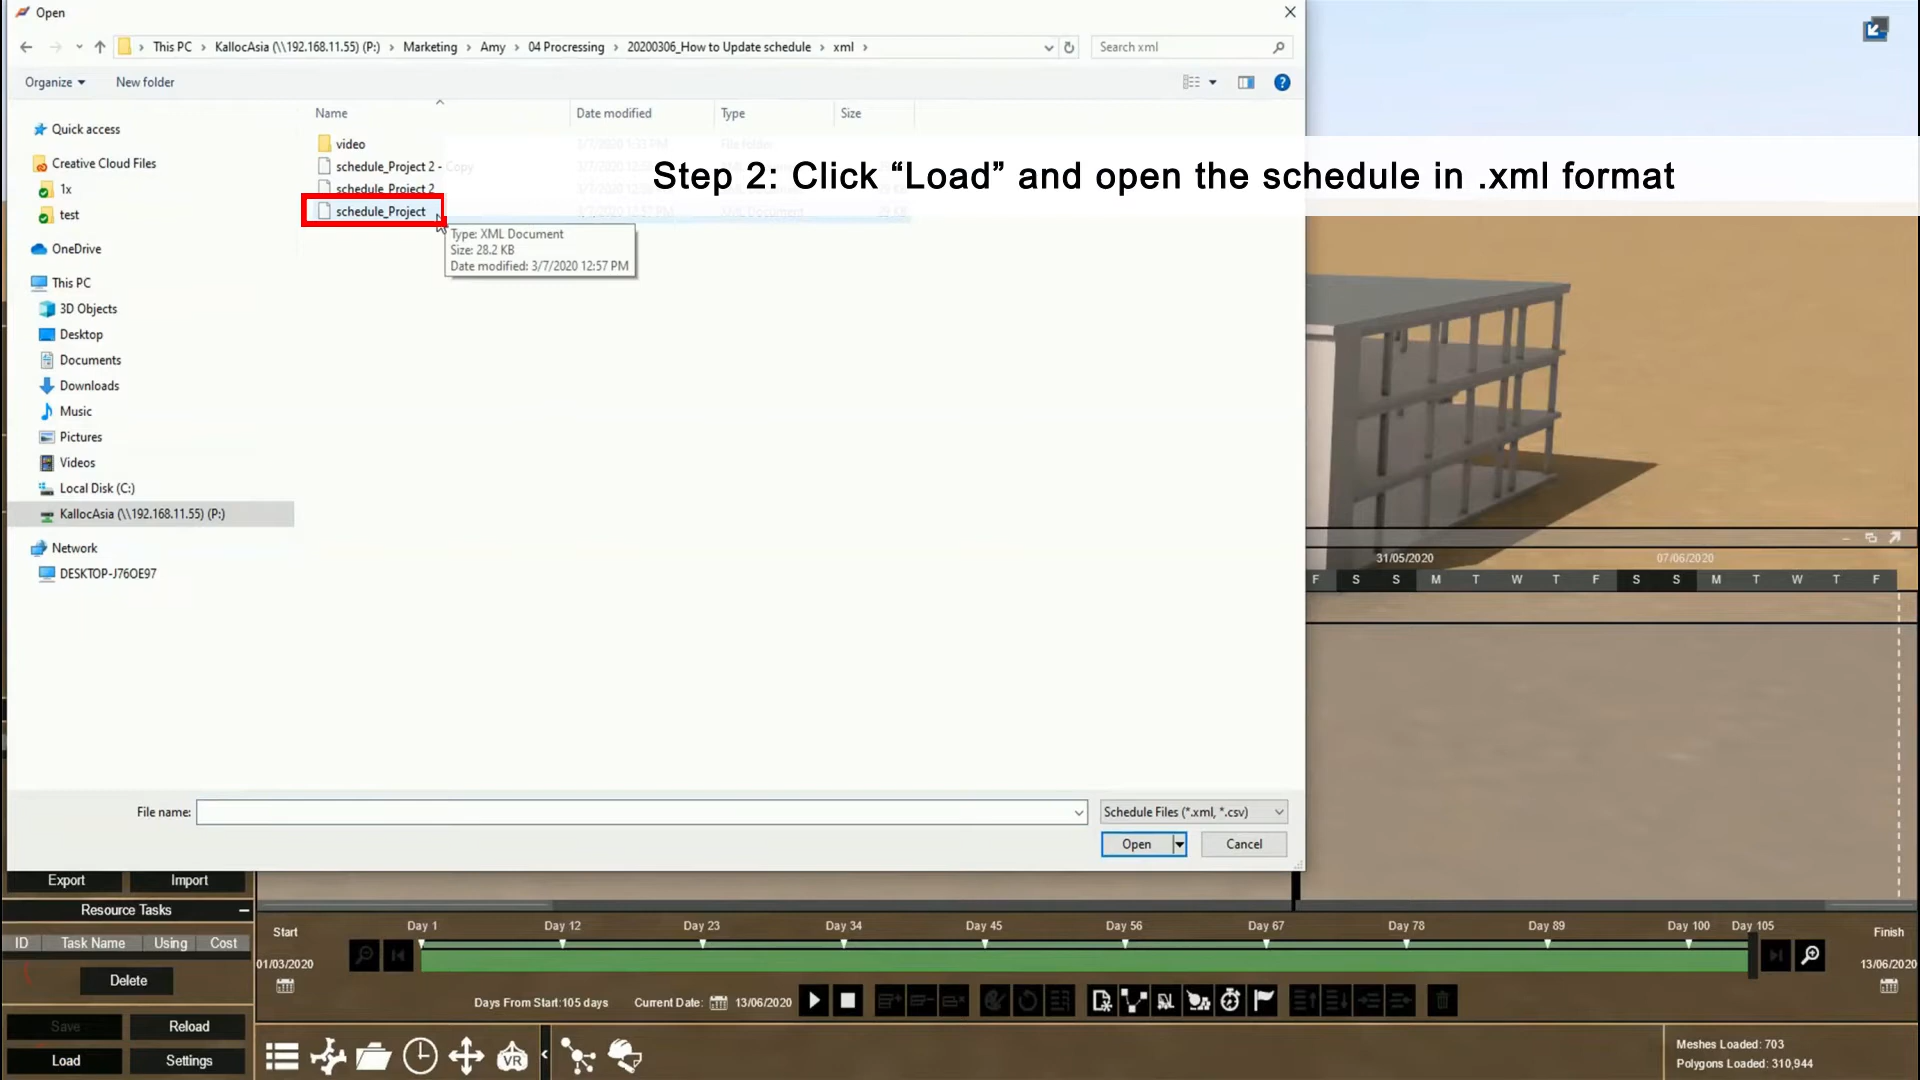 Open
This PC > KallocAsia (\\192.168.11.55) (P:) > Marketing > Amy > 04 Procressing > 20200306_How to Update schedule > xml >
Search xml
Organize
New folder
Name
Date modified
Type
Size
Quick access
Creative Cloud Files
1x
test
OneDrive
This PC
3D Objects
Desktop
Documents
Downloads
Music
Pictures
Videos
Local Disk (C:)
KallocAsia (\\192.168.11.55) (P:)
Network
DESKTOP-J76OE97
video
schedule_Project 2 - Copy
schedule_Project 2
schedule_Project
Step 2: Click “Load” and open the schedule in .xml format
Type: XML Document
Size: 28.2 KB
Date modified: 3/7/2020 12:57 PM
31/05/2020
07/06/2020
F S S M T W T F S S M T W T F
File name:
Schedule Files (*.xml, *.csv)
Open
Cancel
Export
Import
Resource Tasks
ID Task Name Using Cost
Delete
Save
Reload
Load
Settings
Start
01/03/2020
Day 1
Day 12
Day 23
Day 34
Day 45
Day 56
Day 67
Day 78
Day 89
Day 100
Day 105
Finish
13/06/2020
Days From Start:105 days
Current Date:
13/06/2020
VR
Meshes Loaded: 703
Polygons Loaded: 310,944